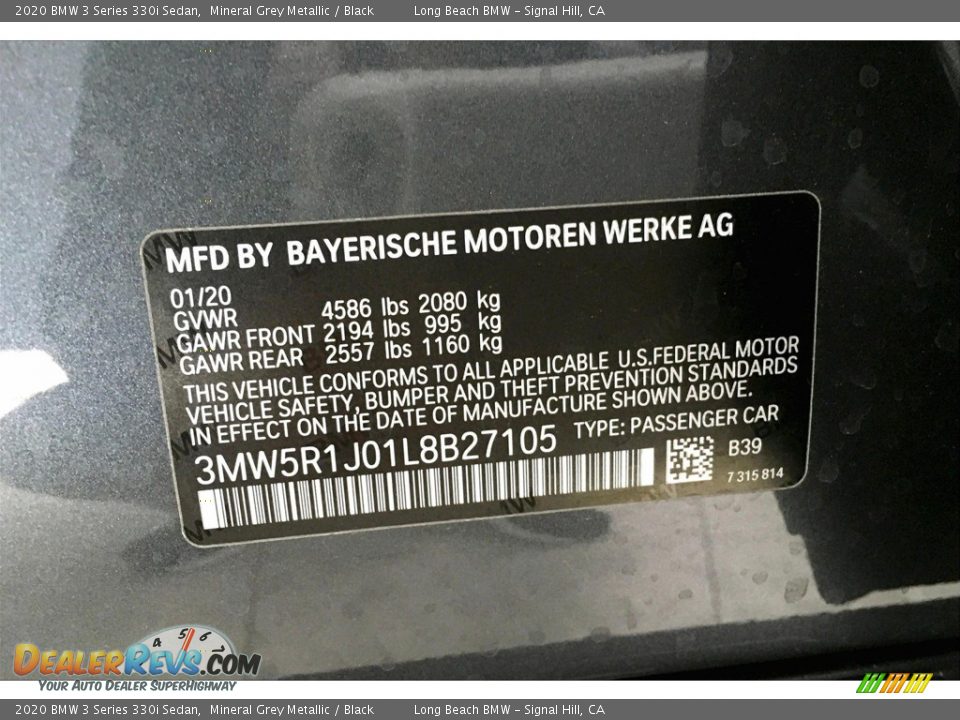 2020 BMW 3 Series 330i Sedan,  Mineral Grey Metallic / Black  Long Beach BMW - Signal Hill, CA
MFD BY BAYERISCHE MOTOREN WERKE AG
01/20
GVWR 4586 lbs 2080 kg
GAWR FRONT 2194 lbs 995 kg
GAWR REAR 2557 lbs 1160 kg
THIS VEHICLE CONFORMS TO ALL APPLICABLE U.S.FEDERAL MOTOR
VEHICLE SAFETY, BUMPER AND THEFT PREVENTION STANDARDS
IN EFFECT ON THE DATE OF MANUFACTURE SHOWN ABOVE.
3MW5R1J01L8B27105 TYPE: PASSENGER CAR
B39
7 315 814
4 5 6
DEALERREVS.COM
YOUR AUTO DEALER SUPERHIGHWAY
2020 BMW 3 Series 330i Sedan,  Mineral Grey Metallic / Black  Long Beach BMW - Signal Hill, CA